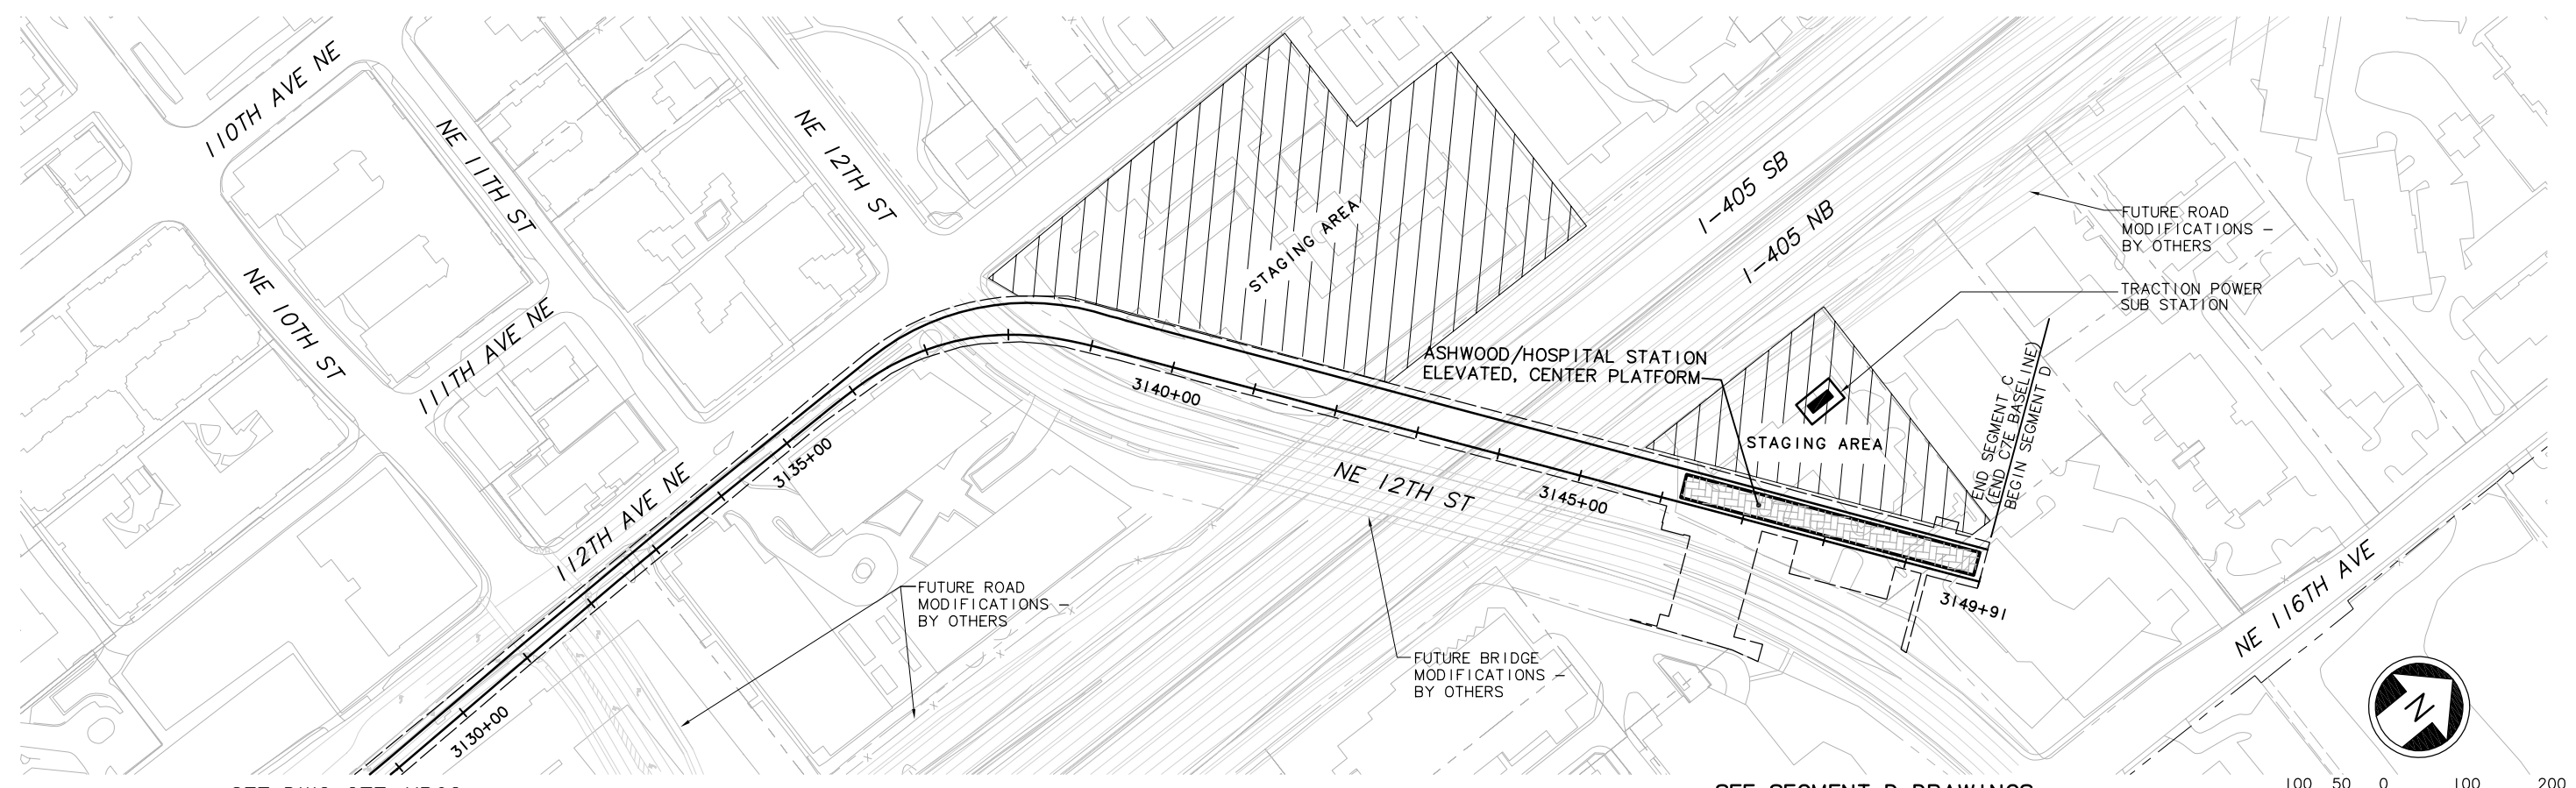 110TH AVE NE
NE 11TH ST
NE 12TH ST
NE 10TH ST
111TH AVE NE
112TH AVE NE
STAGING AREA
I-405 SB
I-405 NB
FUTURE ROAD
MODIFICATIONS -
BY OTHERS
TRACTION POWER
SUB STATION
ASHWOOD/HOSPITAL STATION
ELEVATED, CENTER PLATFORM
STAGING AREA
END SEGMENT C
(END C7E BASELINE)
BEGIN SEGMENT D
3130+00
3135+00
3140+00
3145+00
3149+91
NE 12TH ST
NE 116TH AVE
FUTURE ROAD
MODIFICATIONS -
BY OTHERS
FUTURE BRIDGE
MODIFICATIONS -
BY OTHERS
N
SEE SEGMENT D DRAWINGS
100 50 0 100 200